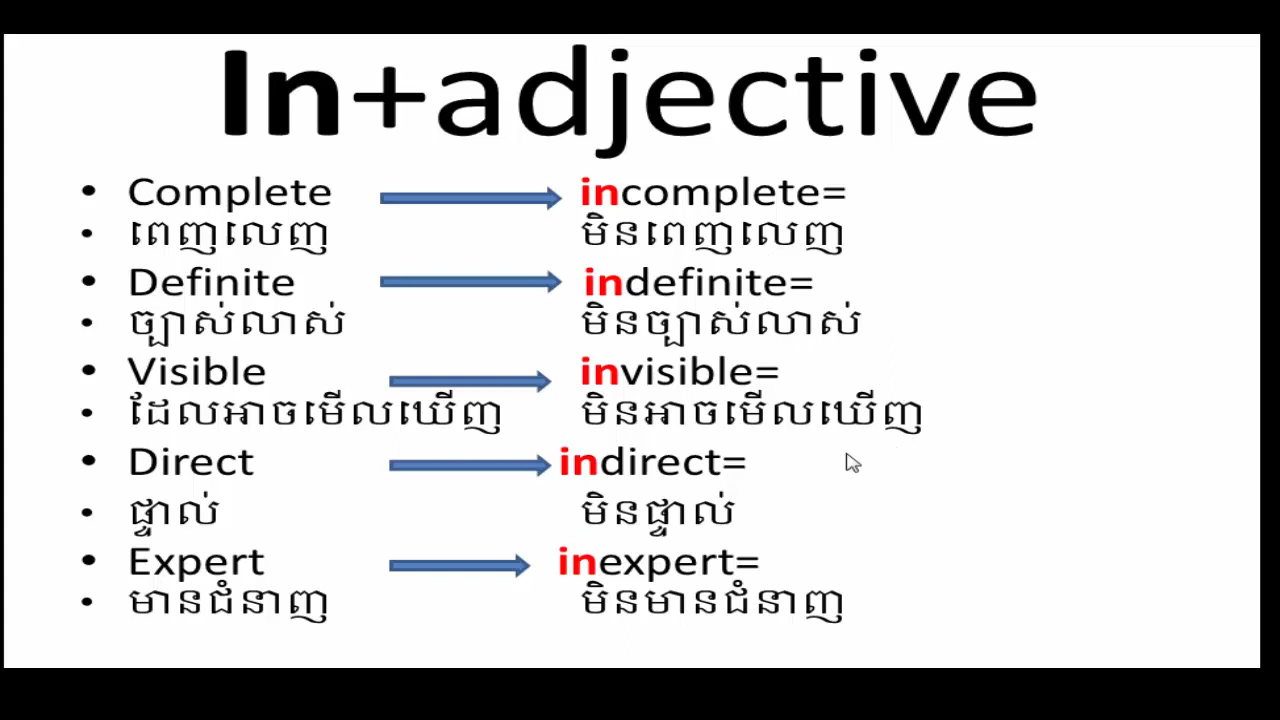 In+adjective
• Complete incomplete=
• ពេញលេញ មិនពេញលេញ
• Definite indefinite=
• ច្បាស់លាស់ មិនច្បាស់លាស់
• Visible invisible=
• ដែលអាចមើលឃើញ មិនអាចមើលឃើញ
• Direct indirect=
• ផ្ទាល់ មិនផ្ទាល់
• Expert inexpert=
• មានជំនាញ មិនមានជំនាញ